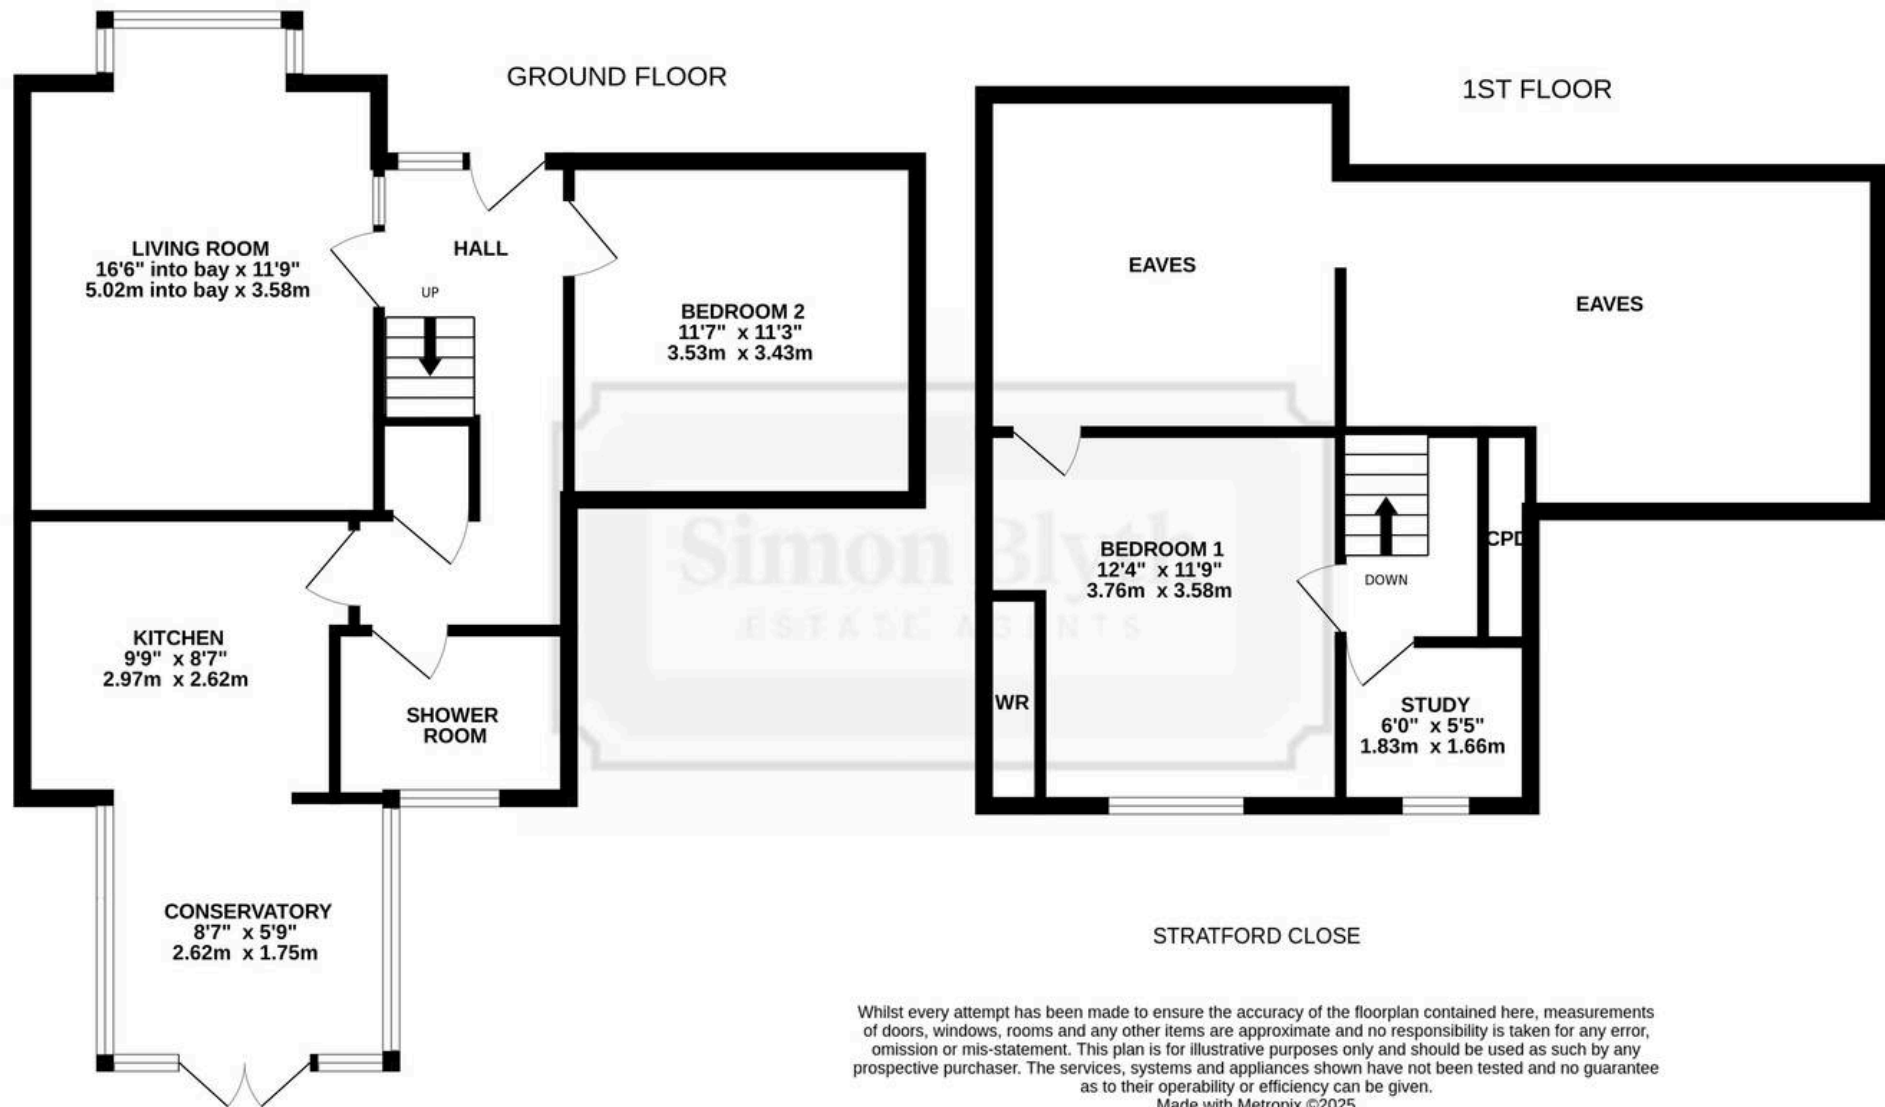 GROUND FLOOR
LIVING ROOM
16'6" into bay x 11'9"
5.02m into bay x 3.58m
HALL
UP
BEDROOM 2
11'7" x 11'3"
3.53m x 3.43m
KITCHEN
9'9" x 8'7"
2.97m x 2.62m
SHOWER
ROOM
CONSERVATORY
8'7" x 5'9"
2.62m x 1.75m
1ST FLOOR
EAVES
EAVES
BEDROOM 1
12'4" x 11'9"
3.76m x 3.58m
WR
DOWN
CPD
STUDY
6'0" x 5'5"
1.83m x 1.66m
Simon Blyth
ESTATE AGENTS
STRATFORD CLOSE
Whilst every attempt has been made to ensure the accuracy of the floorplan contained here, measurements
of doors, windows, rooms and any other items are approximate and no responsibility is taken for any error,
omission or mis-statement. This plan is for illustrative purposes only and should be used as such by any
prospective purchaser. The services, systems and appliances shown have not been tested and no guarantee
as to their operability or efficiency can be given.
Made with Metropix ©2025